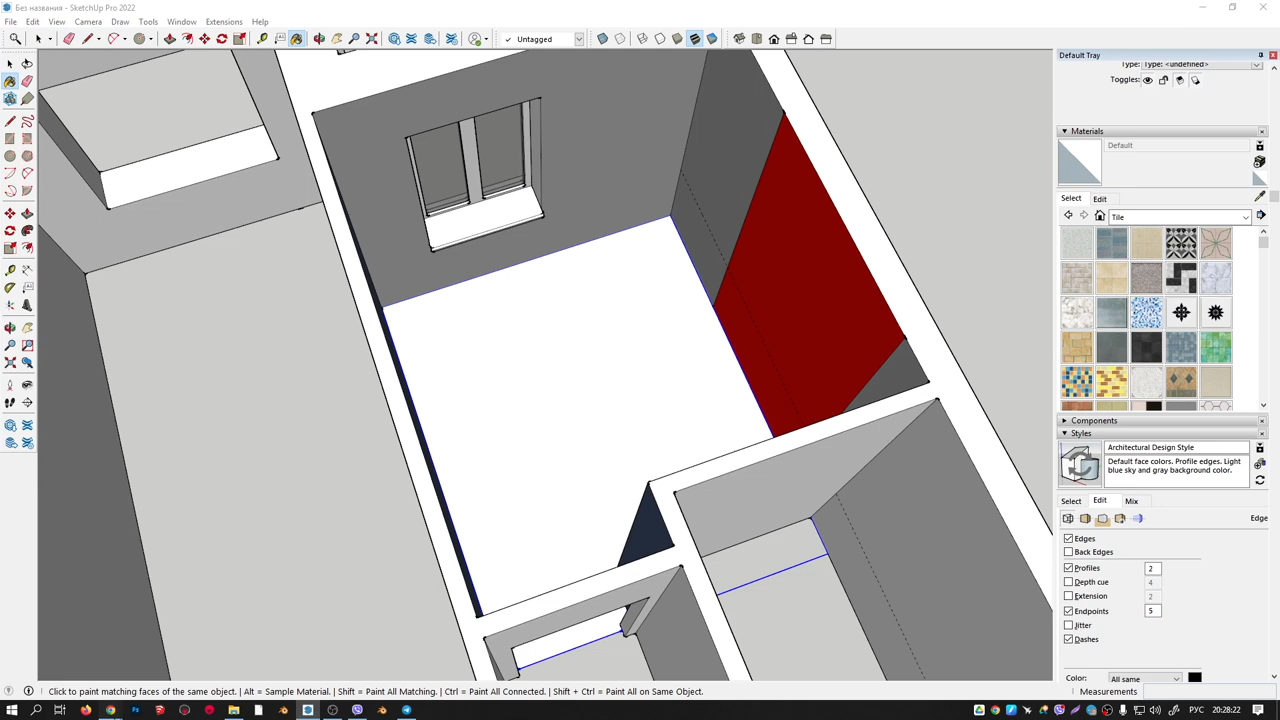 Без названия - SketchUp Pro 2022
File Edit View Camera Draw Tools Window Extensions Help
Untagged
Default Tray
Type: Type: <undefined>
Toggles:
Materials
Default
Select Edit
Tile
Components
Styles
Architectural Design Style
Default face colors. Profile edges. Light
blue sky and gray background color.
Select Edit Mix
Edge
Edges
Back Edges
Profiles 2
Depth cue 4
Extension 2
Endpoints 5
Jitter
Dashes
Color: All same
Click to paint matching faces of the same object. | Alt = Sample Material. | Shift = Paint All Matching. | Ctrl = Paint All Connected. | Shift + Ctrl = Paint All on Same Object.
Measurements
РУС 20:28:22